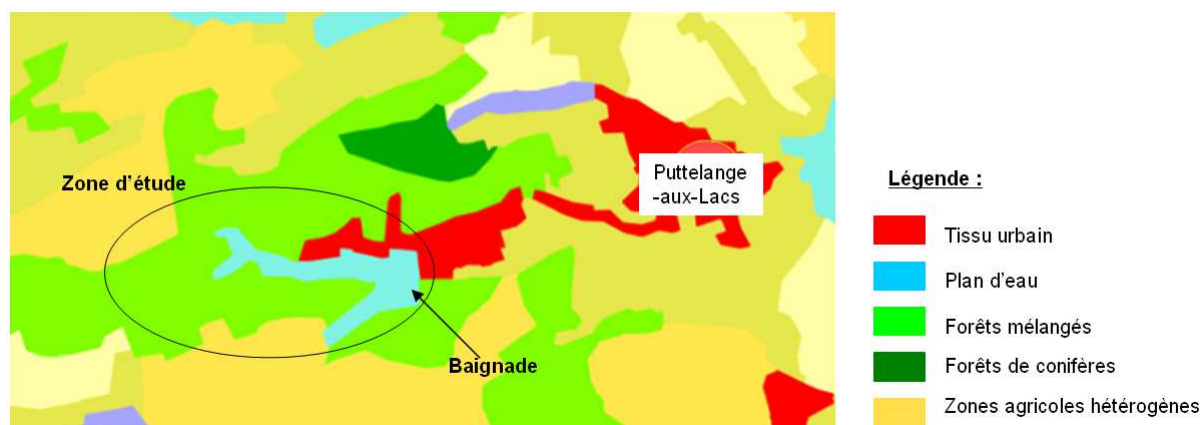 Zone d'étude
Puttelange
-aux-Lacs
Baignade
Légende :
Tissu urbain
Plan d'eau
Forêts mélangés
Forêts de conifères
Zones agricoles hétérogènes